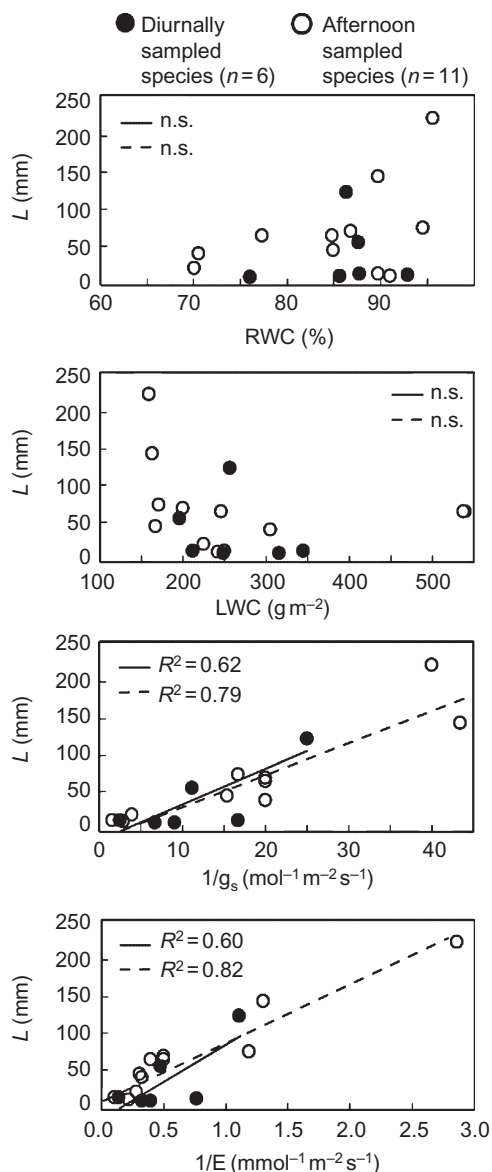 Diurnally sampled species (n=6)
Afternoon sampled species (n=11)
250
200
150
100
50
0
L (mm)
n.s.
n.s.
60 70 80 90
RWC (%)
250
200
150
100
50
0
L (mm)
n.s.
n.s.
100 200 300 400 500
LWC (g m–2)
250
200
150
100
50
0
L (mm)
R² = 0.62
R² = 0.79
0 10 20 30 40
1/gₛ (mol⁻¹ m⁻² s⁻¹)
250
200
150
100
50
0
L (mm)
R² = 0.60
R² = 0.82
0.0 0.5 1.0 1.5 2.0 2.5 3.0
1/E (mmol⁻¹ m⁻² s⁻¹)